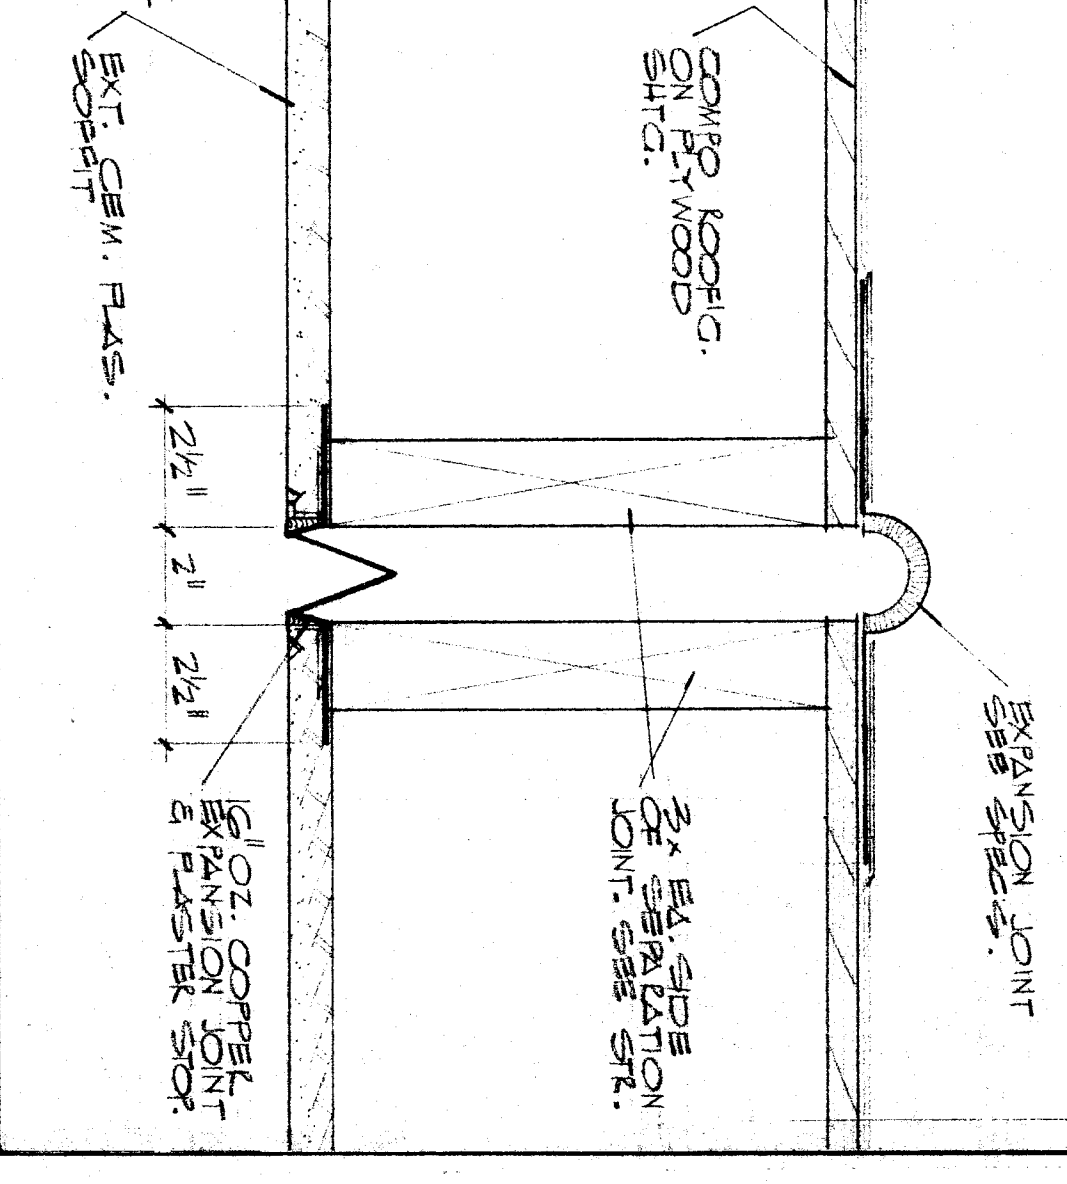 EXPANSION JOINT
SEE SPECS.
COMPO ROOFIG.
ON PLYWOOD
SHTG.
3x EA. SIDE
OF SEPARATION
JOINT. SEE STR.
EXT. CEM. PLAS.
SOFFIT
2½"
2"
2½"
16" OZ. COPPER
EXPANSION JOINT
& PLASTER STOP.